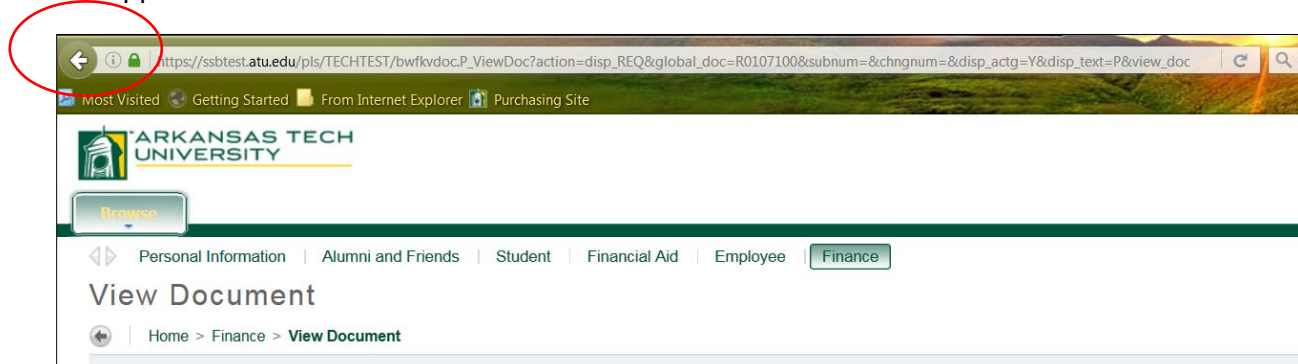 https://ssbtest.atu.edu/pls/TECHTEST/bwfkvdoc.P_ViewDoc?action=disp_REQ&global_doc=R0107100&subnum=&chngnum=&disp_actg=Y&disp_text=P&view_doc
Most Visited Getting Started From Internet Explorer Purchasing Site
ARKANSAS TECH
UNIVERSITY
Browse
Personal Information | Alumni and Friends | Student | Financial Aid | Employee | Finance
View Document
Home > Finance > View Document